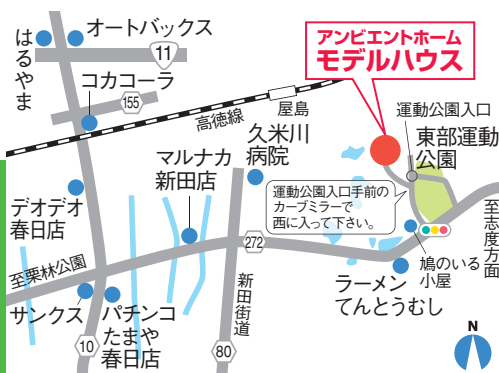 オートバックス
はるやま
11
アンビエントホーム
モデルハウス
コカコーラ
155
高徳線
屋島
運動公園入口
久米川
病院
東部運動
公園
マルナカ
新田店
運動公園入口手前の
カーブミラーで
西に入って下さい。
デオデオ
春日店
至志度方面
272
至栗林公園
鳩のいる
小屋
新田街道
ラーメン
てんとうむし
サンクス
パチンコ
たまや
春日店
10
80
N